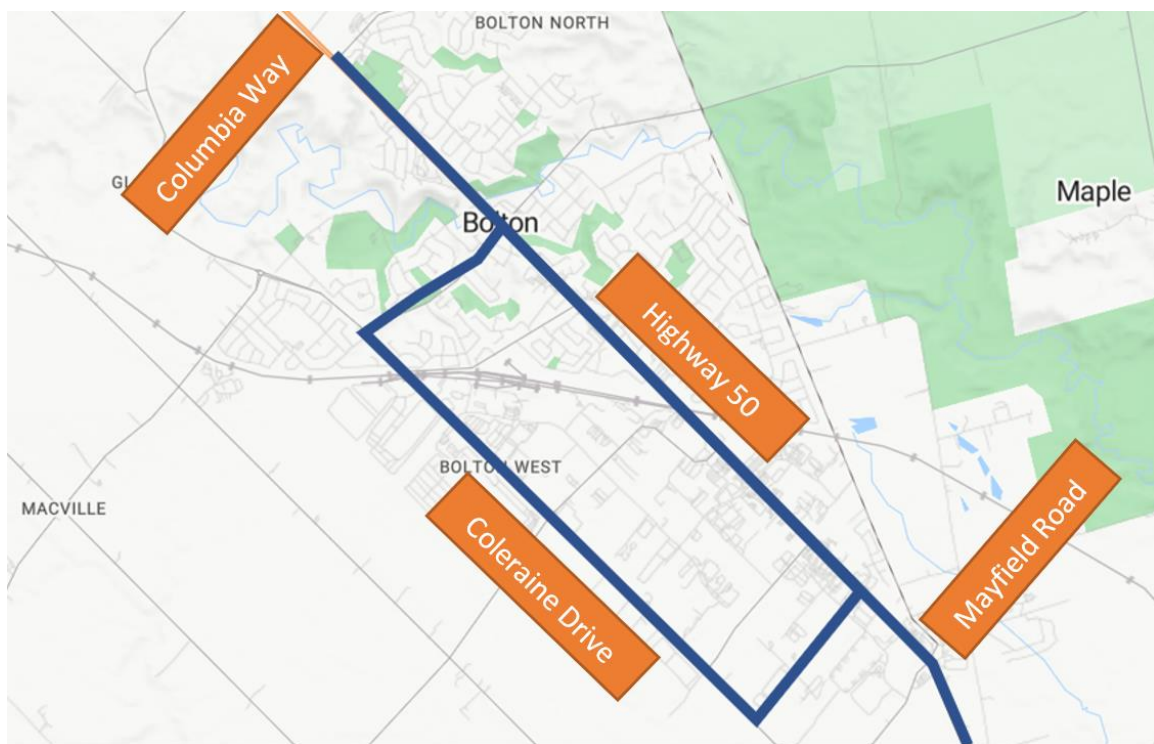 BOLTON NORTH
Columbia Way
Maple
Bolton
Highway 50
BOLTON WEST
MACVILLE
Coleraine Drive
Mayfield Road